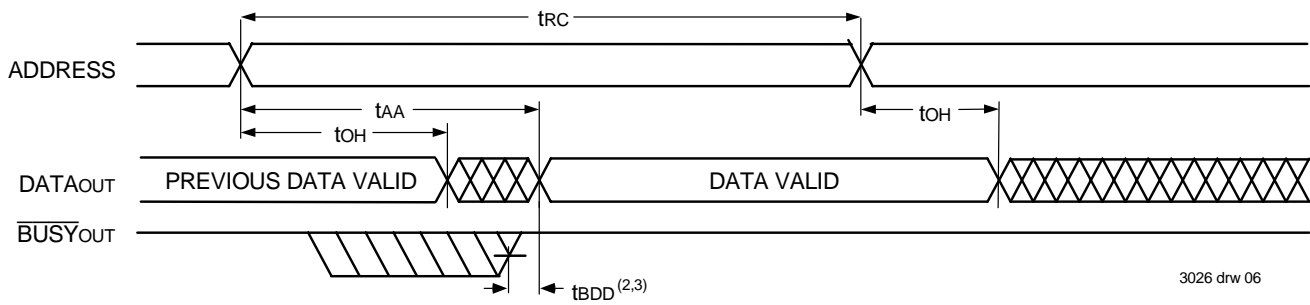 tRC
ADDRESS
tAA
tOH
tOH
DATAOUT
PREVIOUS DATA VALID
DATA VALID
BUSYOUT
tBDD(2,3)
3026 drw 06